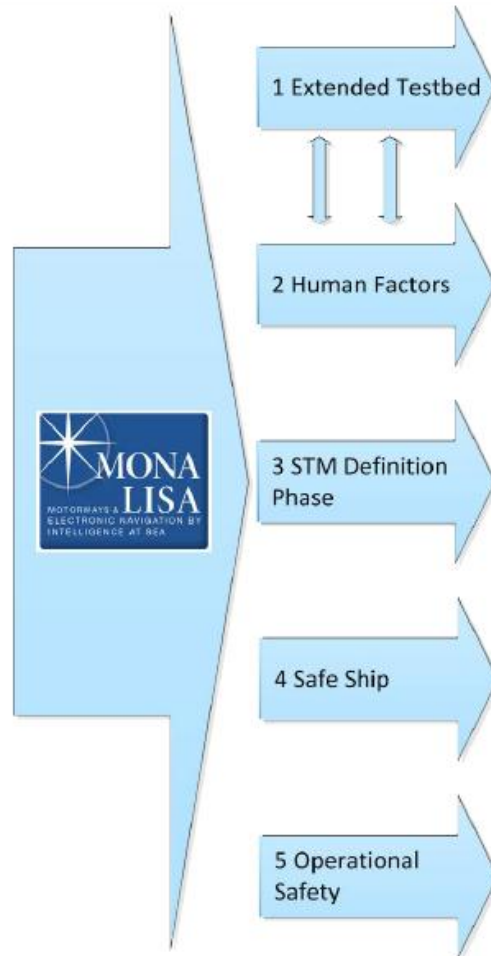 1 Extended Testbed
2 Human Factors
MONA
LISA
MOTORWAYS &
ELECTRONIC NAVIGATION BY
INTELLIGENCE AT SEA
3 STM Definition
Phase
4 Safe Ship
5 Operational
Safety